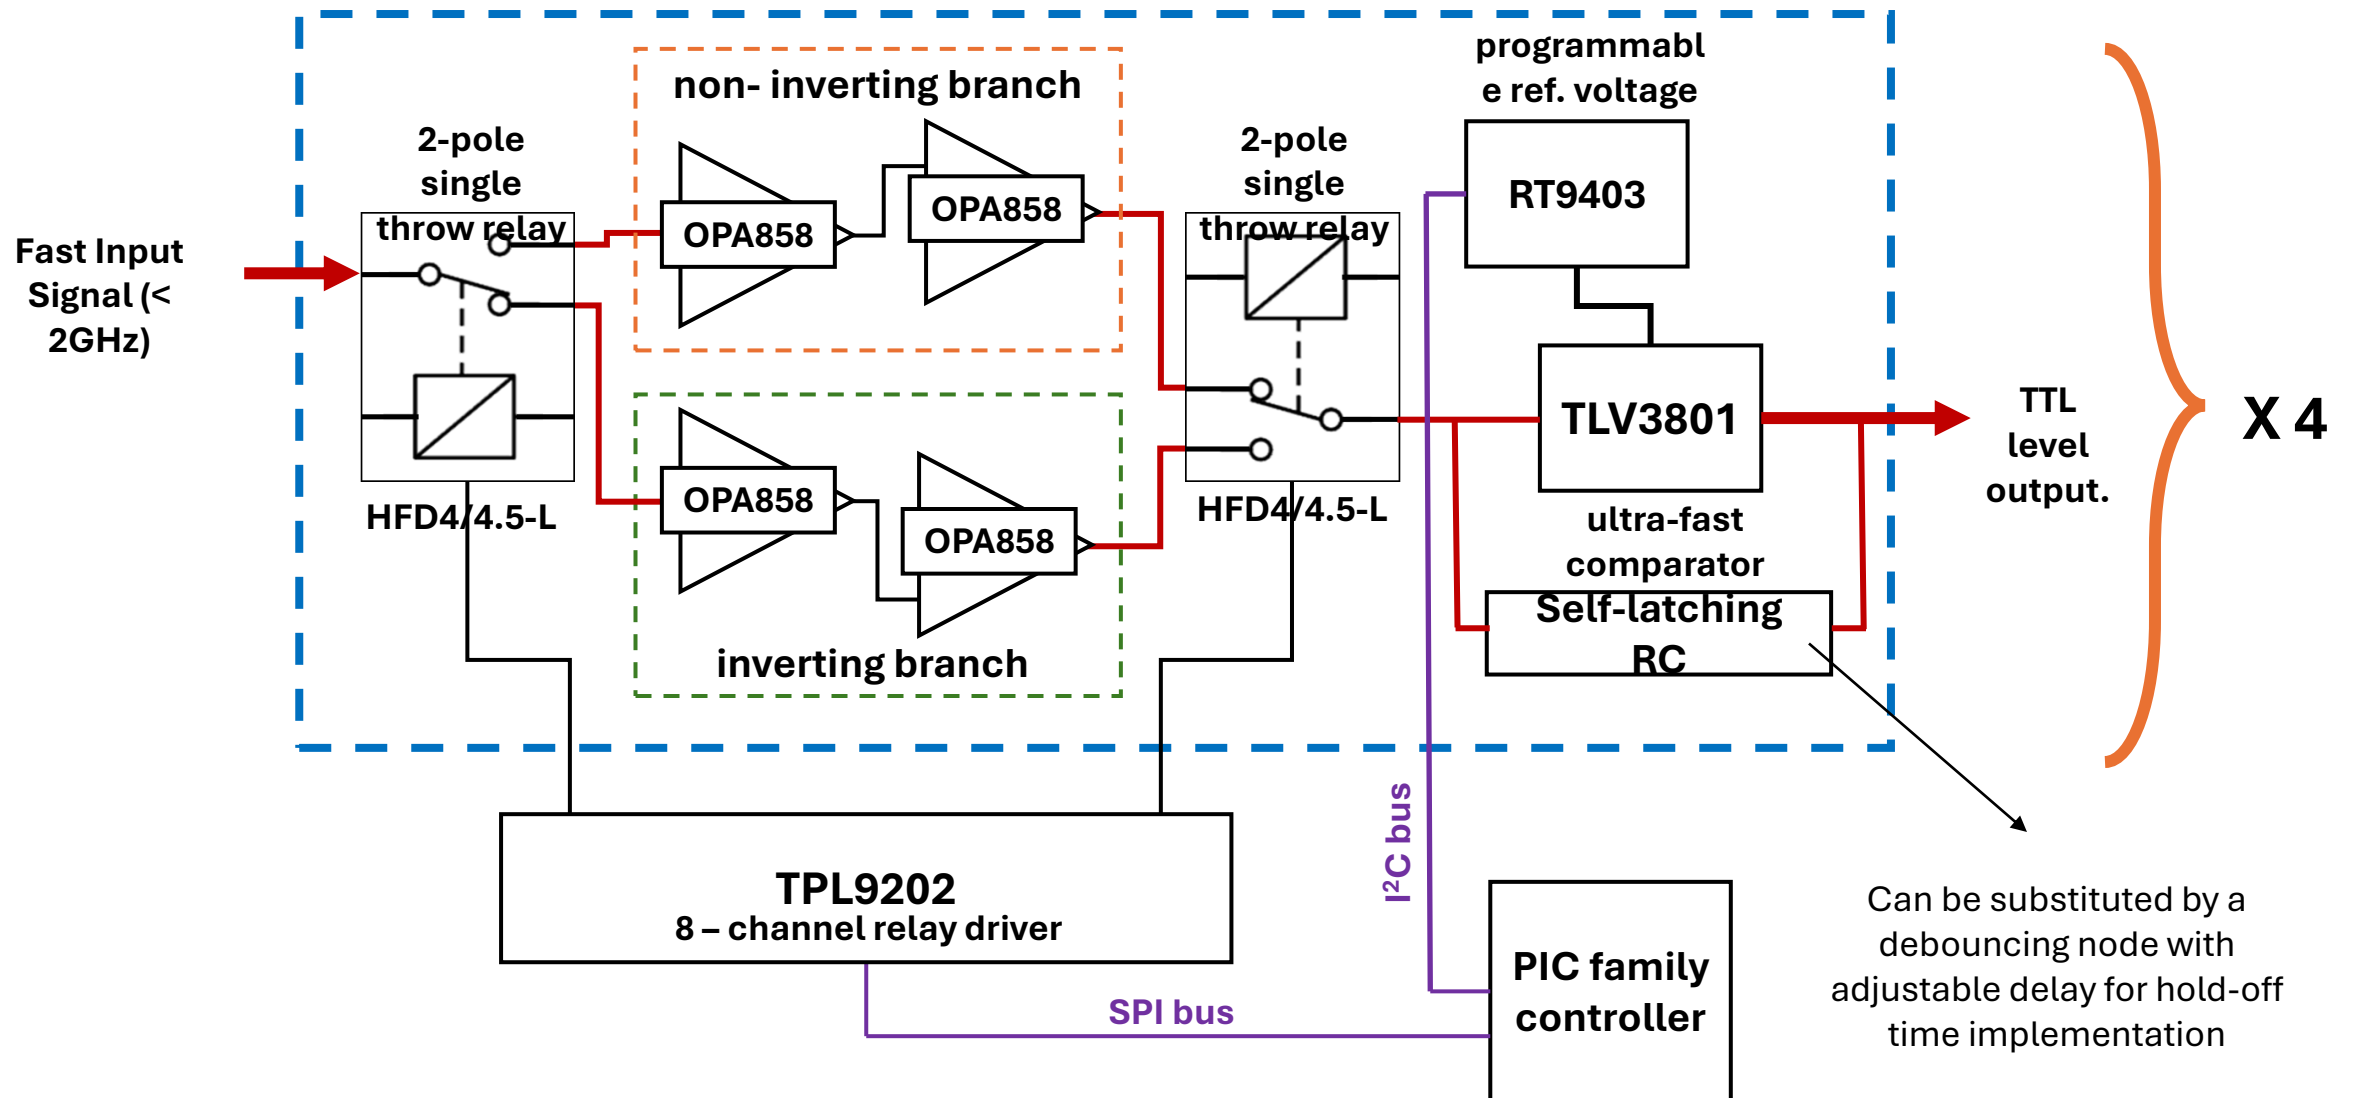 Fast Input
Signal (<
2GHz)
2-pole
single
throw relay
HFD4/4.5-L
non- inverting branch
OPA858
OPA858
OPA858
OPA858
inverting branch
2-pole
single
throw relay
HFD4/4.5-L
programmabl
e ref. voltage
RT9403
TLV3801
ultra-fast
comparator
Self-latching
RC
TTL
level
output.
X 4
TPL9202
8 – channel relay driver
SPI bus
I²C bus
PIC family
controller
Can be substituted by a
debouncing node with
adjustable delay for hold-off
time implementation